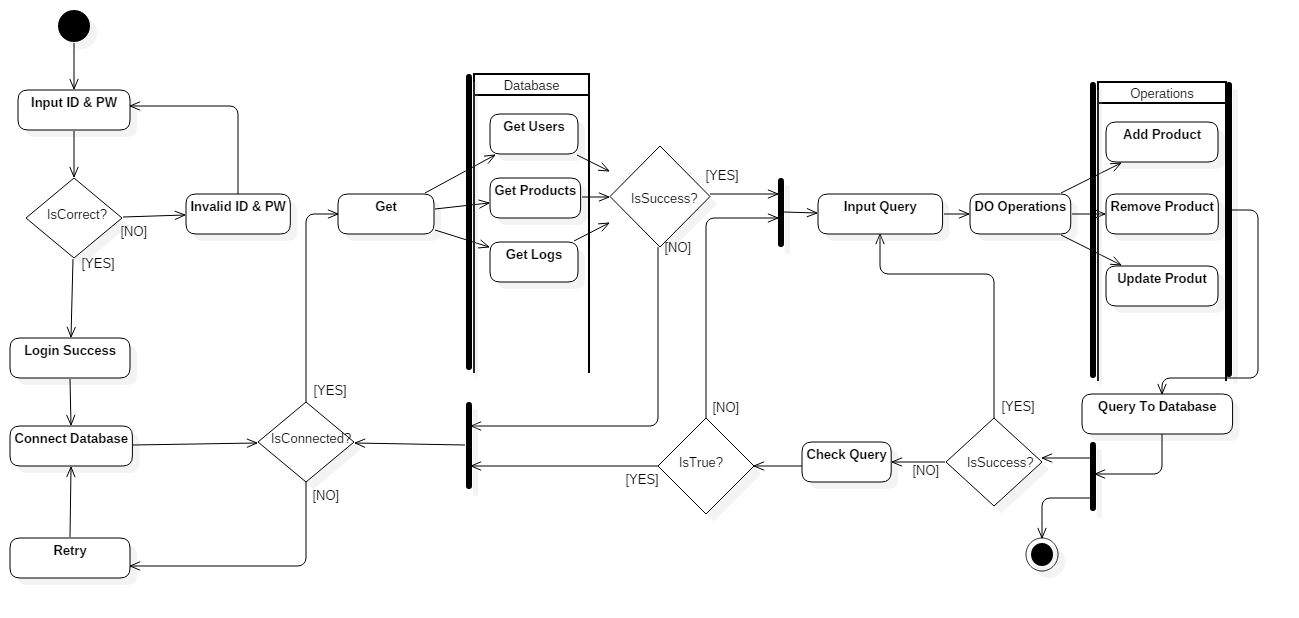 Input ID & PW
IsCorrect?
[NO]
[YES]
Invalid ID & PW
Login Success
Connect Database
Retry
IsConnected?
[YES]
[NO]
Get
Database
Get Users
Get Products
Get Logs
IsSuccess?
[YES]
[NO]
Input Query
DO Operations
Operations
Add Product
Remove Product
Update Produt
Query To Database
IsSuccess?
[YES]
[NO]
Check Query
IsTrue?
[NO]
[YES]